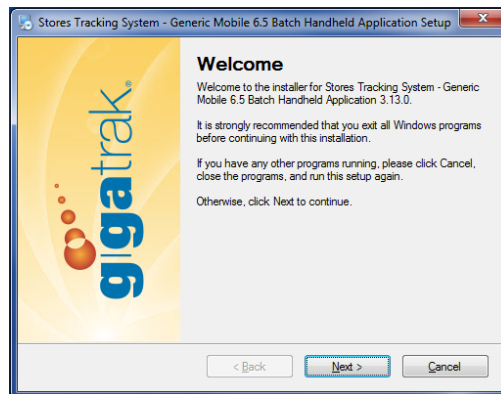 Stores Tracking System - Generic Mobile 6.5 Batch Handheld Application Setup
Welcome
Welcome to the installer for Stores Tracking System - Generic
Mobile 6.5 Batch Handheld Application 3.13.0.
It is strongly recommended that you exit all Windows programs
before continuing with this installation.
If you have any other programs running, please click Cancel,
close the programs, and run this setup again.
Otherwise, click Next to continue.
gigatrak®
< Back
Next >
Cancel